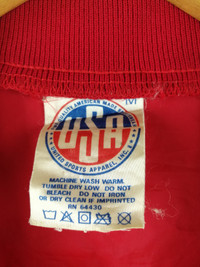 QUALITY AMERICAN MADE
M
USA
SPORTS APPAREL, INC.
MACHINE WASH WARM
TUMBLE DRY LOW DO NOT
BLEACH DO NOT IRON
OR DRY CLEAN IF IMPRINTED
RN 64430